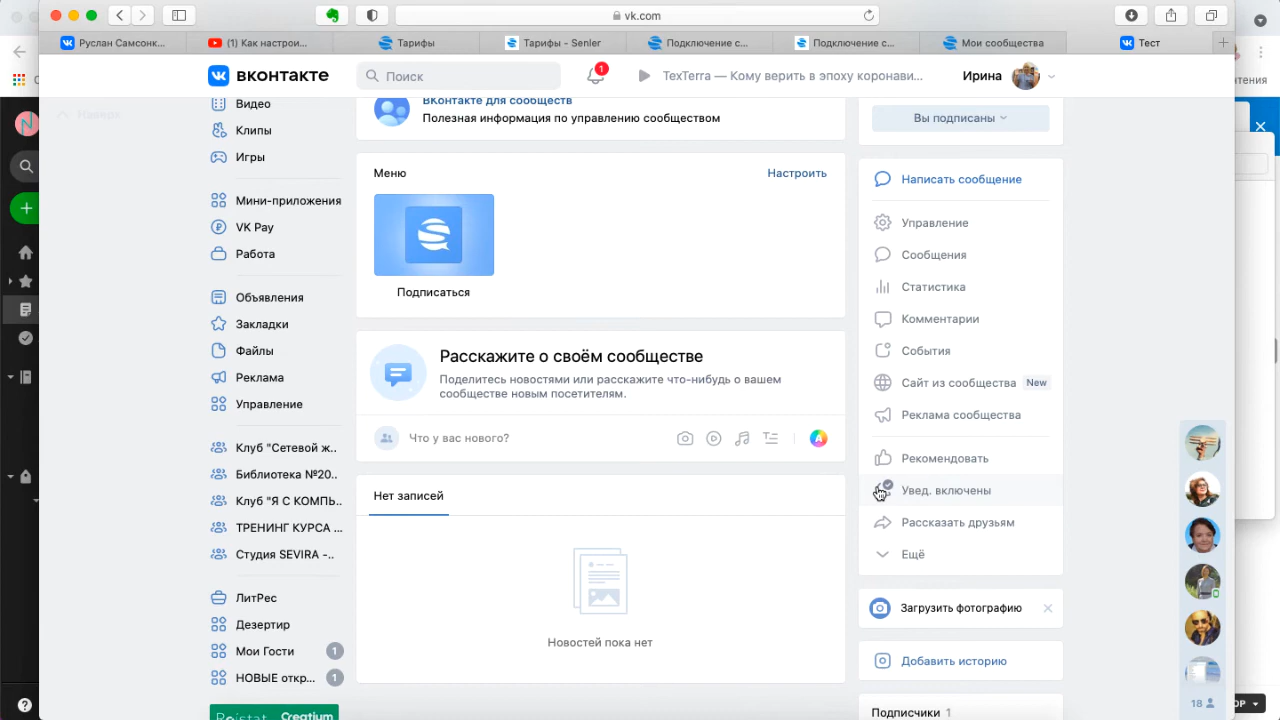 vk.com
Руслан Самсонк...
(1) Как настрои...
Тарифы
Тарифы - Senler
Подключение с...
Подключение с...
Мои сообщества
Тест
вконтакте
Поиск
1
TexTerra — Кому верить в эпоху коронави...
Ирина
чтения
Наверх
Видео
Клипы
Игры
Мини-приложения
VK Pay
Работа
Объявления
Закладки
Файлы
Реклама
Управление
Клуб "Сетевой ж..
Библиотека №20..
Клуб "Я С КОМПЬ..
ТРЕНИНГ КУРСА ...
Студия SEVIRA -..
ЛитРес
Дезертир
Мои Гости 1
НОВЫЕ откр... 1
Roistat Creatium
ВКонтакте для сообществ
Полезная информация по управлению сообществом
Меню
Настроить
Подписаться
Расскажите о своём сообществе
Поделитесь новостями или расскажите что-нибудь о вашем
сообществе новым посетителям.
Что у вас нового?
Нет записей
Новостей пока нет
Вы подписаны
Написать сообщение
Управление
Сообщения
Статистика
Комментарии
События
Сайт из сообщества New
Реклама сообщества
Рекомендовать
Увед. включены
Рассказать друзьям
Ещё
Загрузить фотографию
Добавить историю
Подписчики 1
18